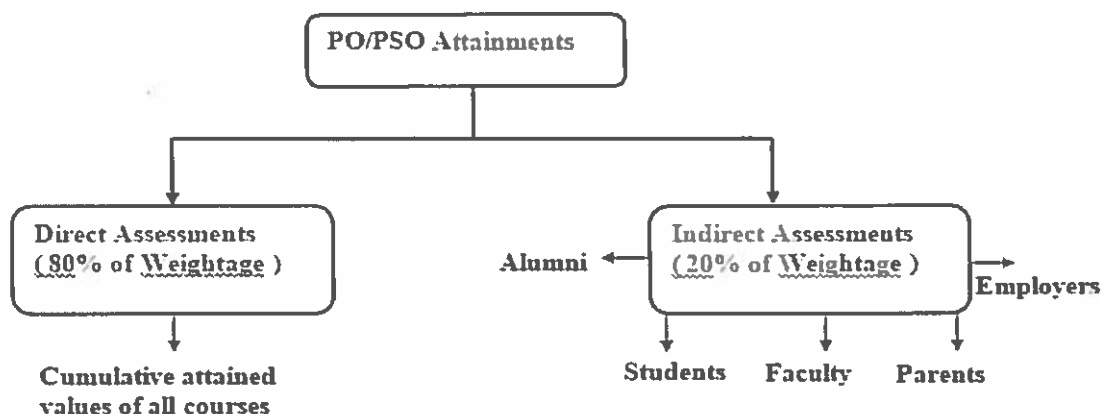 PO/PSO Attainments
Direct Assessments
(80% of Weightage )
Indirect Assessments
(20% of Weightage )
Alumni
Employers
Cumulative attained
values of all courses
Students
Faculty
Parents